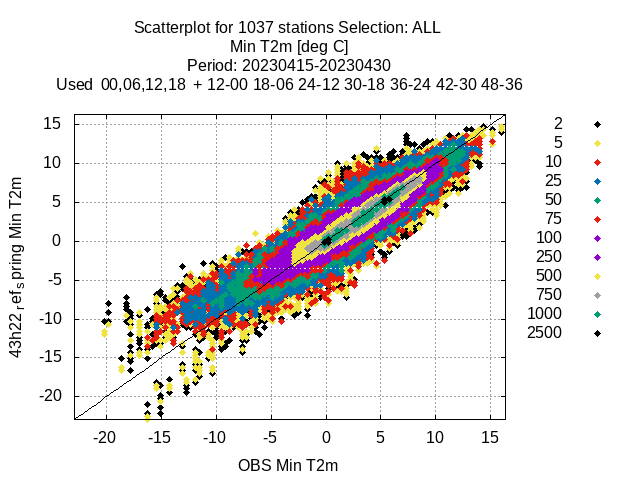 Scatterplot for 1037 stations Selection: ALL
Min T2m [deg C]
Period: 20230415-20230430
Used 00,06,12,18 + 12-00 18-06 24-12 30-18 36-24 42-30 48-36
15
10
5
0
-5
-10
-15
-20
43h22_ref_spring Min T2m
-20 -15 -10 -5 0 5 10 15
OBS Min T2m
2
5
10
25
50
75
100
250
500
750
1000
2500